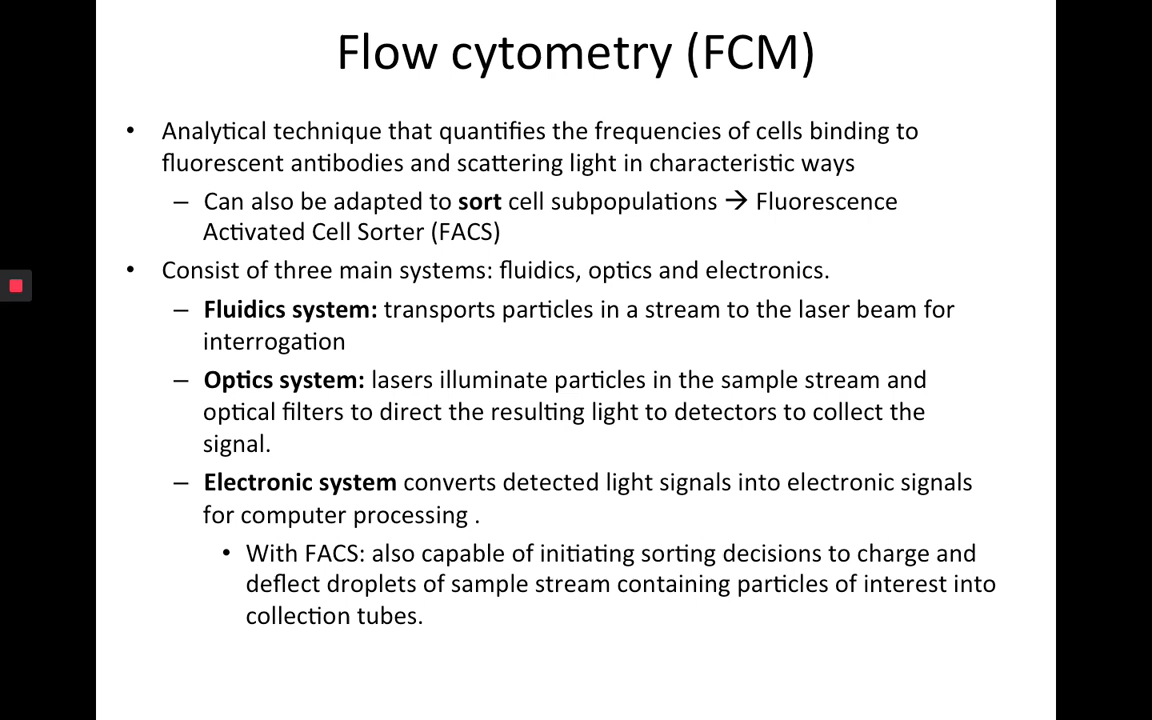 Flow cytometry (FCM)
• Analytical technique that quantifies the frequencies of cells binding to
fluorescent antibodies and scattering light in characteristic ways
– Can also be adapted to sort cell subpopulations → Fluorescence
Activated Cell Sorter (FACS)
• Consist of three main systems: fluidics, optics and electronics.
– Fluidics system: transports particles in a stream to the laser beam for
interrogation
– Optics system: lasers illuminate particles in the sample stream and
optical filters to direct the resulting light to detectors to collect the
signal.
– Electronic system converts detected light signals into electronic signals
for computer processing .
• With FACS: also capable of initiating sorting decisions to charge and
deflect droplets of sample stream containing particles of interest into
collection tubes.